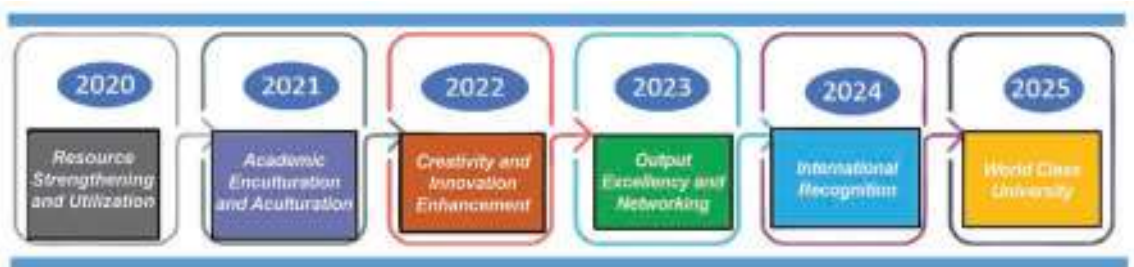 2020
Resource
Strengthening
and Utilization
2021
Academic
Enculturation
and Aculturation
2022
Creativity and
Innovation
Enhancement
2023
Output
Excellency and
Networking
2024
International
Recognition
2025
World Class
University